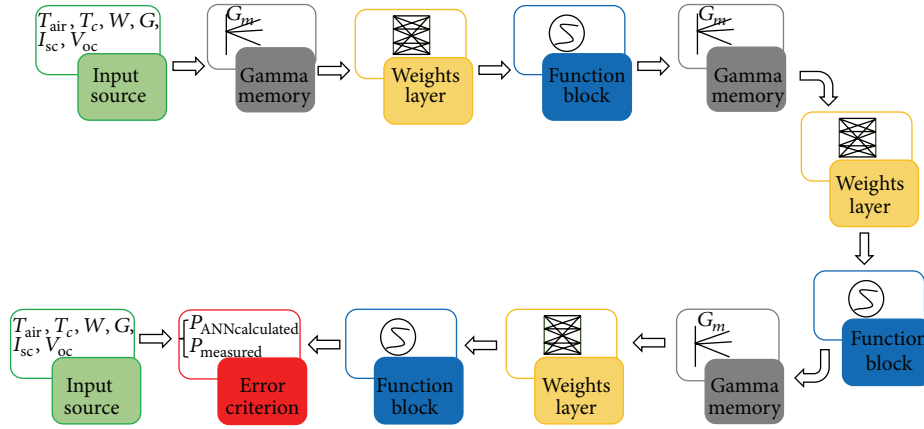 T_air, T_c, W, G,
I_sc, V_oc
Input
source
G_m
Gamma
memory
Weights
layer
Function
block
G_m
Gamma
memory
Weights
layer
Function
block
G_m
Gamma
memory
Weights
layer
Function
block
P_ANNcalculated
P_measured
Error
criterion
T_air, T_c, W, G,
I_sc, V_oc
Input
source